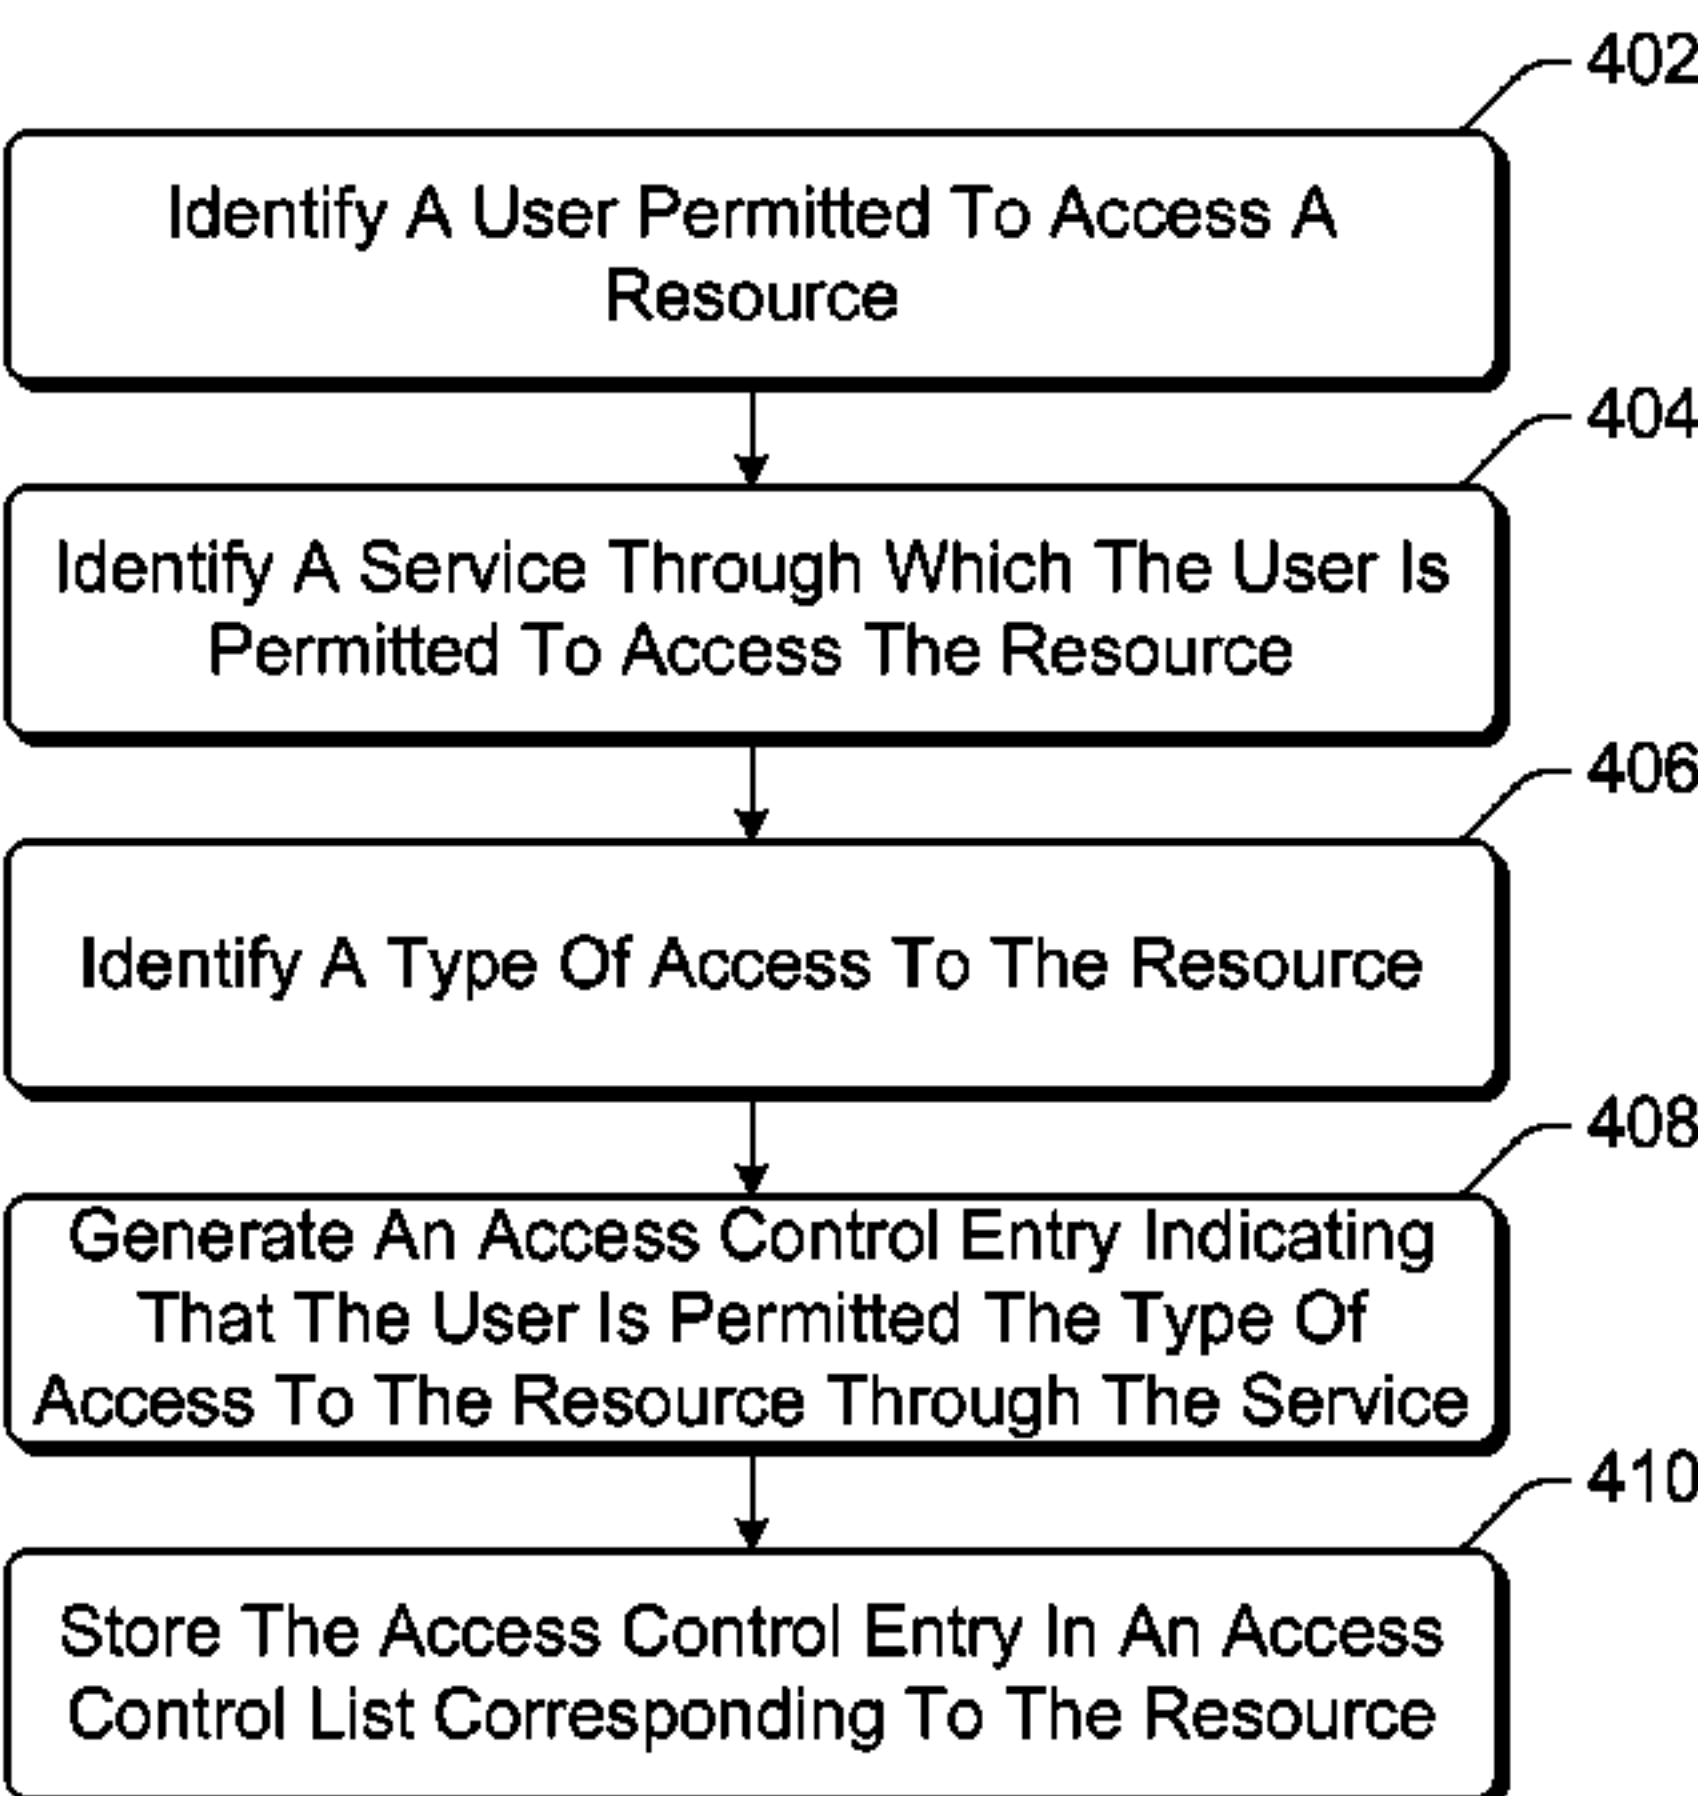 402
Identify A User Permitted To Access A
Resource
404
Identify A Service Through Which The User Is
Permitted To Access The Resource
406
Identify A Type Of Access To The Resource
408
Generate An Access Control Entry Indicating
That The User Is Permitted The Type Of
Access To The Resource Through The Service
410
Store The Access Control Entry In An Access
Control List Corresponding To The Resource